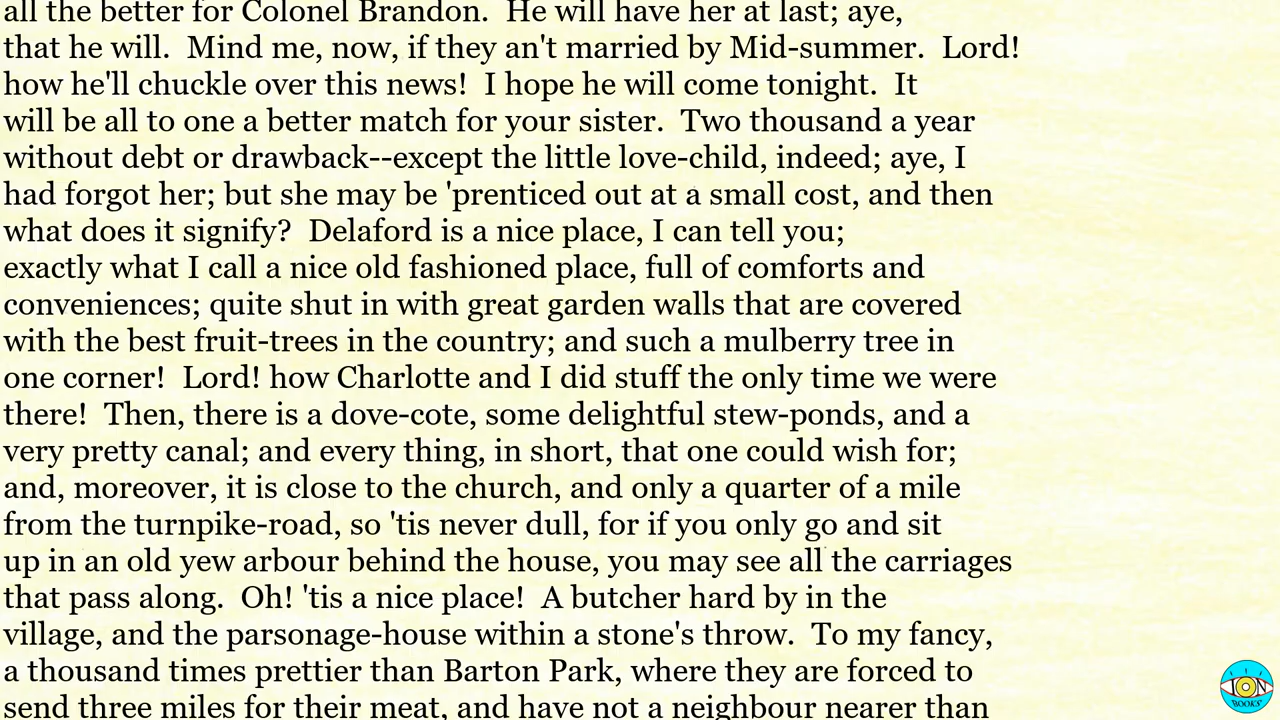 all the better for Colonel Brandon.  He will have her at last; aye,
that he will.  Mind me, now, if they an't married by Mid-summer.  Lord!
how he'll chuckle over this news!  I hope he will come tonight.  It
will be all to one a better match for your sister.  Two thousand a year
without debt or drawback--except the little love-child, indeed; aye, I
had forgot her; but she may be 'prenticed out at a small cost, and then
what does it signify?  Delaford is a nice place, I can tell you;
exactly what I call a nice old fashioned place, full of comforts and
conveniences; quite shut in with great garden walls that are covered
with the best fruit-trees in the country; and such a mulberry tree in
one corner!  Lord! how Charlotte and I did stuff the only time we were
there!  Then, there is a dove-cote, some delightful stew-ponds, and a
very pretty canal; and every thing, in short, that one could wish for;
and, moreover, it is close to the church, and only a quarter of a mile
from the turnpike-road, so 'tis never dull, for if you only go and sit
up in an old yew arbour behind the house, you may see all the carriages
that pass along.  Oh! 'tis a nice place!  A butcher hard by in the
village, and the parsonage-house within a stone's throw.  To my fancy,
a thousand times prettier than Barton Park, where they are forced to
send three miles for their meat, and have not a neighbour nearer than
ION
BOOKS